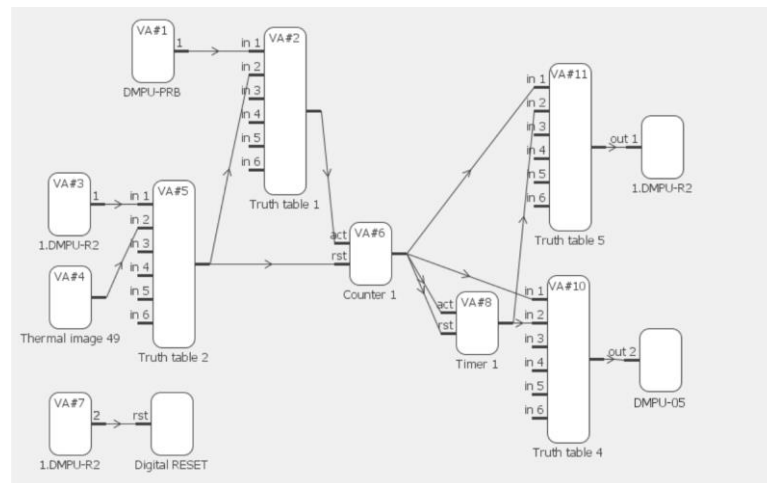 VA#1
1
DMPU-PRB
VA#2
in 1
in 2
in 3
in 4
in 5
in 6
Truth table 1
VA#3
1
1.DMPU-R2
VA#4
Thermal image 49
VA#5
in 1
in 2
in 3
in 4
in 5
in 6
Truth table 2
VA#6
act
rst
Counter 1
VA#8
act
rst
Timer 1
VA#11
in 1
in 2
in 3
in 4
in 5
in 6
Truth table 5
out 1
1.DMPU-R2
VA#10
in 1
in 2
in 3
in 4
in 5
in 6
Truth table 4
out 2
DMPU-05
VA#7
2
1.DMPU-R2
rst
Digital RESET